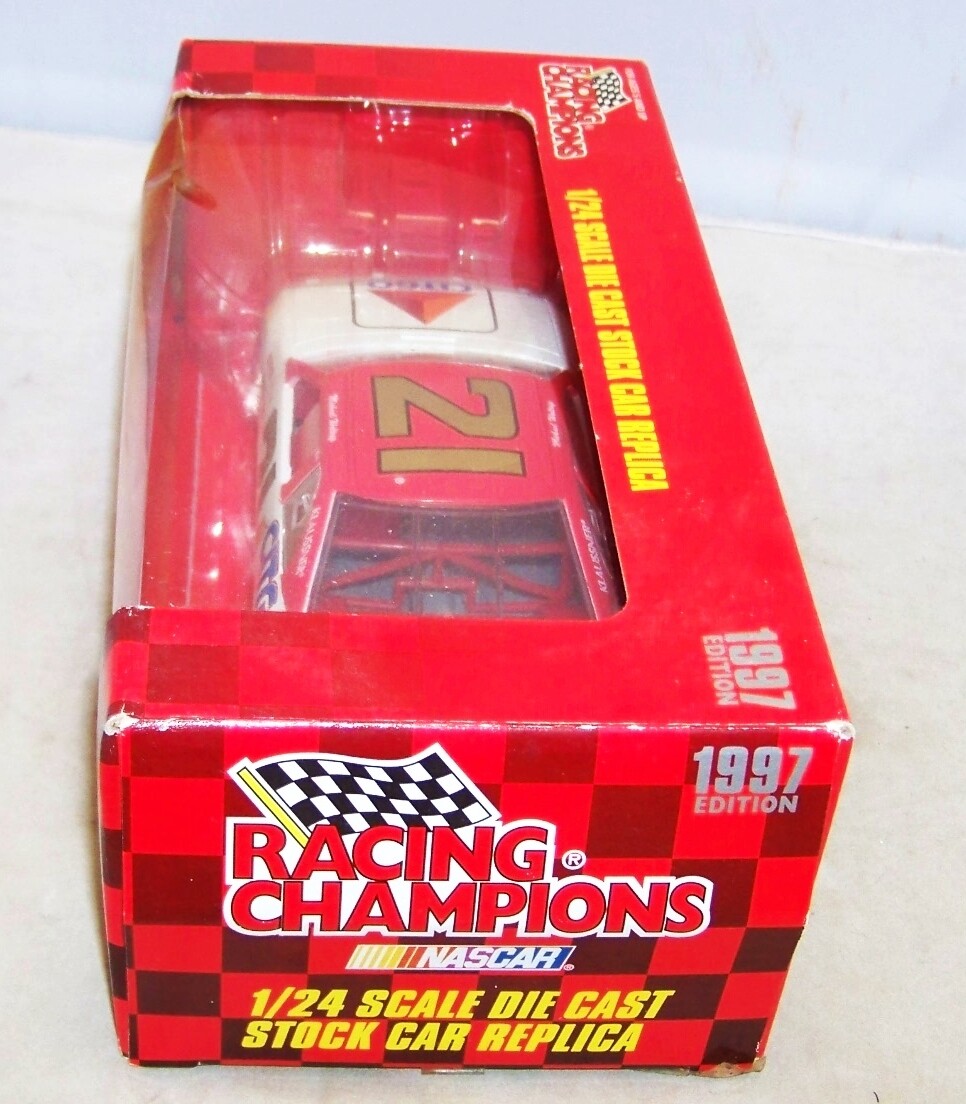 RACING
CHAMPIONS
1/24 SCALE DIE CAST STOCK CAR REPLICA
1997
EDITION
CITGO
21
1997
EDITION
RACING ®
CHAMPIONS
NASCAR®
1/24 SCALE DIE CAST
STOCK CAR REPLICA